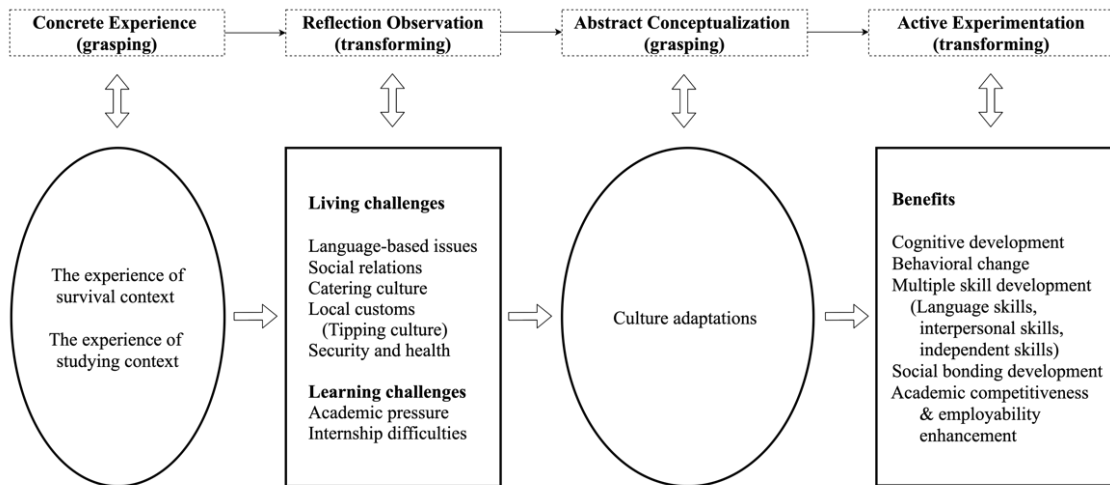 Concrete Experience
(grasping)
Reflection Observation
(transforming)
Abstract Conceptualization
(grasping)
Active Experimentation
(transforming)
The experience of
survival context
The experience of
studying context
Living challenges
Language-based issues
Social relations
Catering culture
Local customs
(Tipping culture)
Security and health
Learning challenges
Academic pressure
Internship difficulties
Culture adaptations
Benefits
Cognitive development
Behavioral change
Multiple skill development
(Language skills,
interpersonal skills,
independent skills)
Social bonding development
Academic competitiveness
& employability
enhancement